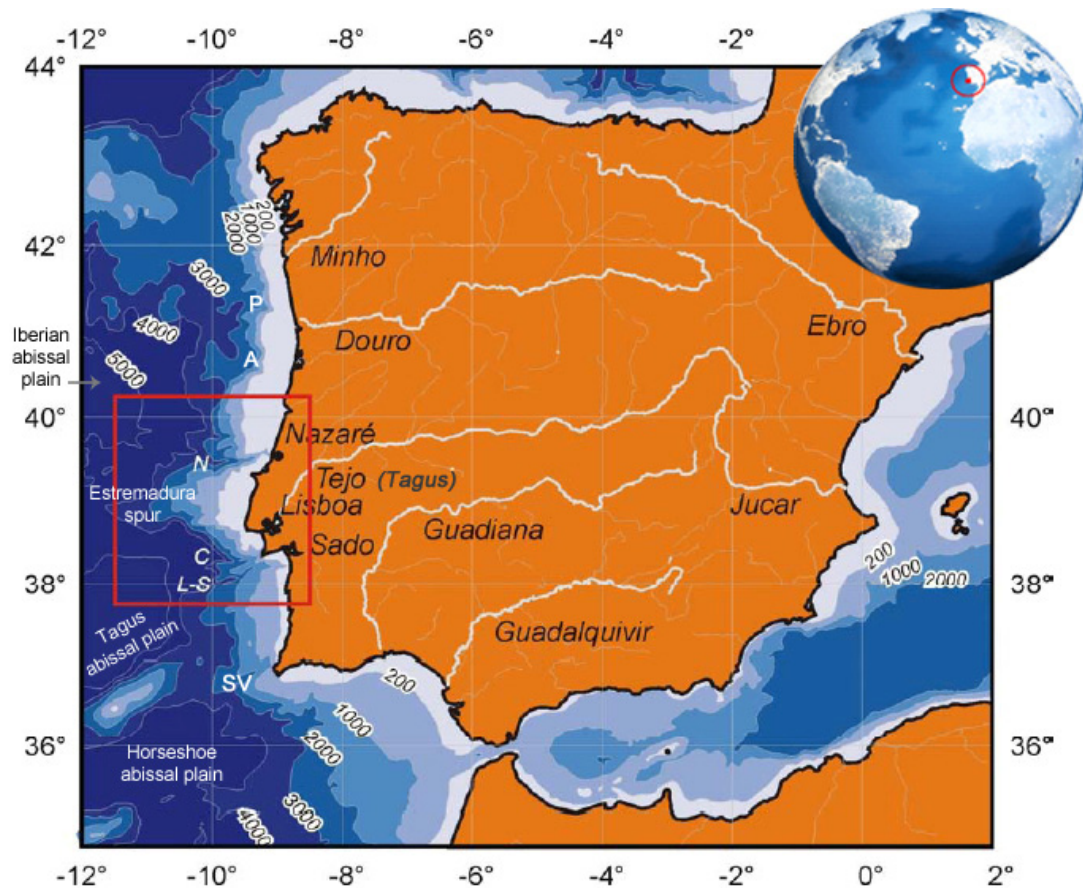 -12° -10° -8° -6° -4° -2°
44°
42°
40°
38°
36°
40°
38°
36°
-12° -10° -8° -6° -4° -2° 0° 2°
200
1000
2000
3000
4000
5000
P
A
Iberian
abissal
plain
Minho
Douro
Ebro
Nazaré
N
Tejo (Tagus)
Estremadura
spur
Lisboa
Guadiana
Jucar
Sado
C
L-S
200
1000
2000
Tagus
abissal plain
Guadalquivir
SV
200
1000
2000
3000
4000
Horseshoe
abissal plain